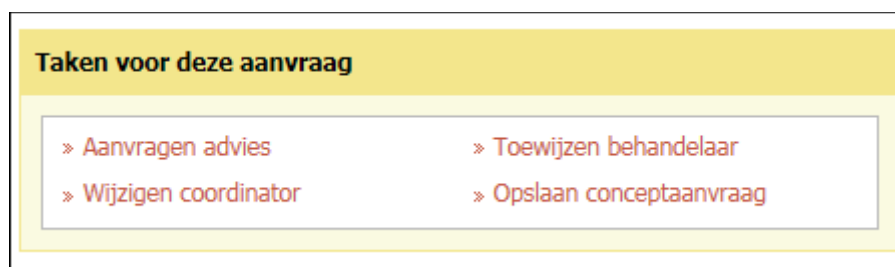 Taken voor deze aanvraag
» Aanvragen advies
» Toewijzen behandelaar
» Wijzigen coordinator
» Opslaan conceptaanvraag